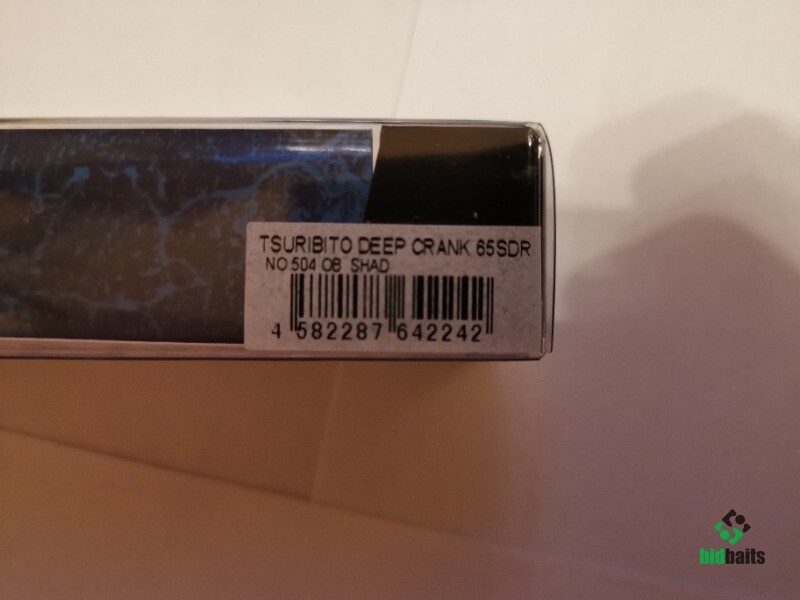 TSURIBITO DEEP CRANK 65SDR
NO 504 OB SHAD
4 582287 642242
bidbaits